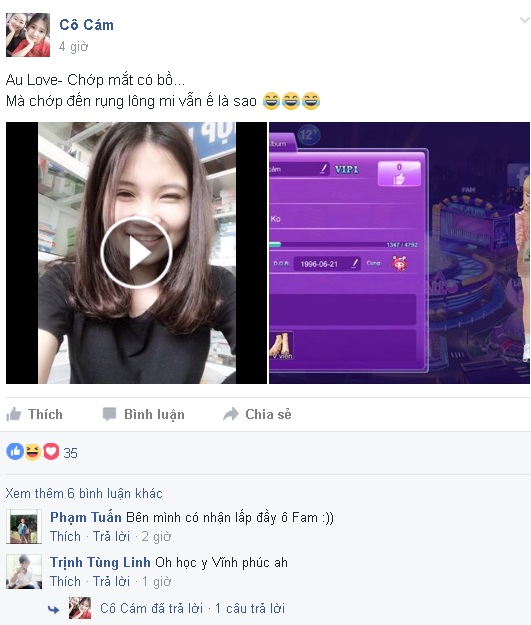 Cô Cám
4 giờ
Au Love- Chớp mắt có bồ...
Mà chớp đến rụng lông mi vẫn ế là sao 😂😂😂
lbum
12+
cám
VIP1
0
Ko
FAM
1347 / 4792
D.O.B
1996-06-21
Cung:
Thích
Bình luận
Chia sẻ
35
Xem thêm 6 bình luận khác
Phạm Tuấn Bên mình có nhận lấp đầy ô Fam :))
Thích · Trả lời · 2 giờ
Trịnh Tùng Linh Oh học y Vĩnh phúc ah
Thích · Trả lời · 1 giờ
Cô Cám đã trả lời · 1 câu trả lời